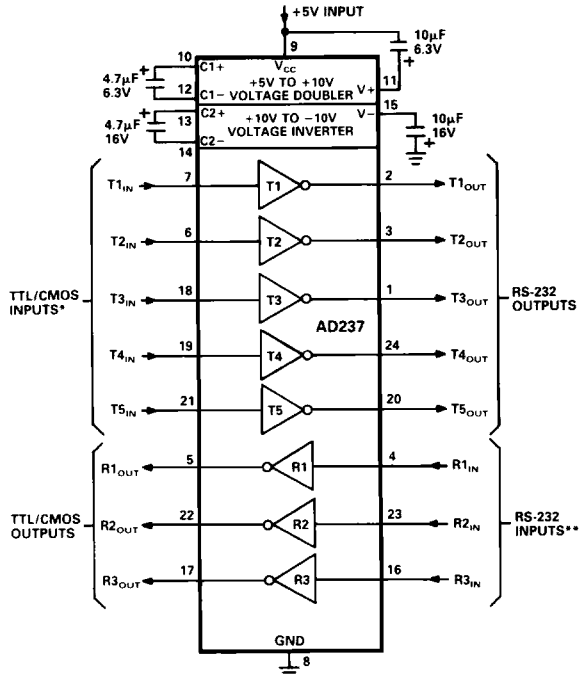 +5V INPUT
9
10µF
6.3V
+
10
C1+
VCC
4.7µF
6.3V
+
12
C1−
+5V TO +10V
VOLTAGE DOUBLER
V+
11
4.7µF
16V
+
13
C2+
+10V TO −10V
VOLTAGE INVERTER
V−
15
10µF
16V
+
C2−
14
T1IN
7
T1
2
T1OUT
T2IN
6
T2
3
T2OUT
TTL/CMOS
INPUTS*
T3IN
18
T3
1
T3OUT
RS-232
OUTPUTS
AD237
T4IN
19
T4
24
T4OUT
T5IN
21
T5
20
T5OUT
R1OUT
5
R1
4
R1IN
TTL/CMOS
OUTPUTS
R2OUT
22
R2
23
R2IN
RS-232
INPUTS**
R3OUT
17
R3
16
R3IN
GND
8